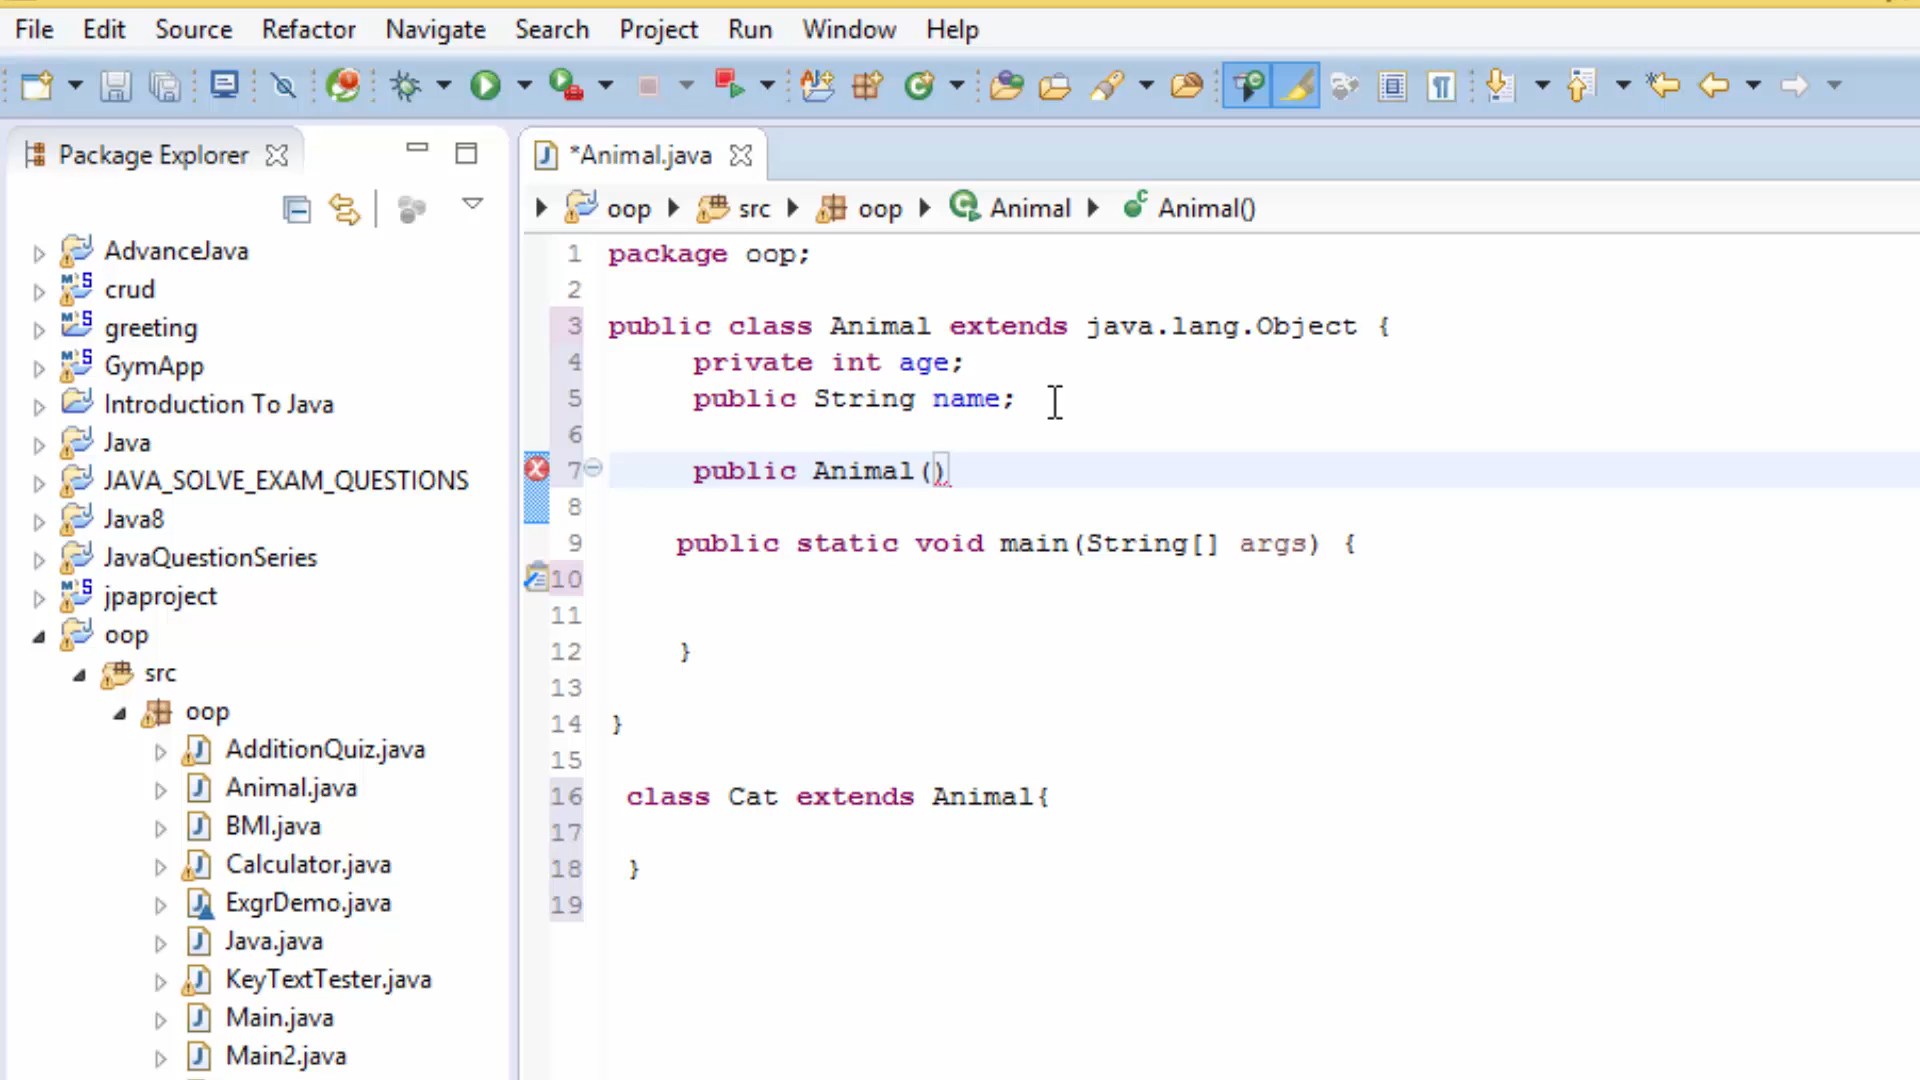 File Edit Source Refactor Navigate Search Project Run Window Help
Package Explorer
*Animal.java
oop src oop Animal Animal()
AdvanceJava
crud
greeting
GymApp
Introduction To Java
Java
JAVA_SOLVE_EXAM_QUESTIONS
Java8
JavaQuestionSeries
jpaproject
oop
src
oop
AdditionQuiz.java
Animal.java
BMI.java
Calculator.java
ExgrDemo.java
Java.java
KeyTextTester.java
Main.java
Main2.java
1 package oop;
2
3 public class Animal extends java.lang.Object {
4 private int age;
5 public String name;
6
7 public Animal()
8
9 public static void main(String[] args) {
10
11
12 }
13
14 }
15
16 class Cat extends Animal{
17
18 }
19